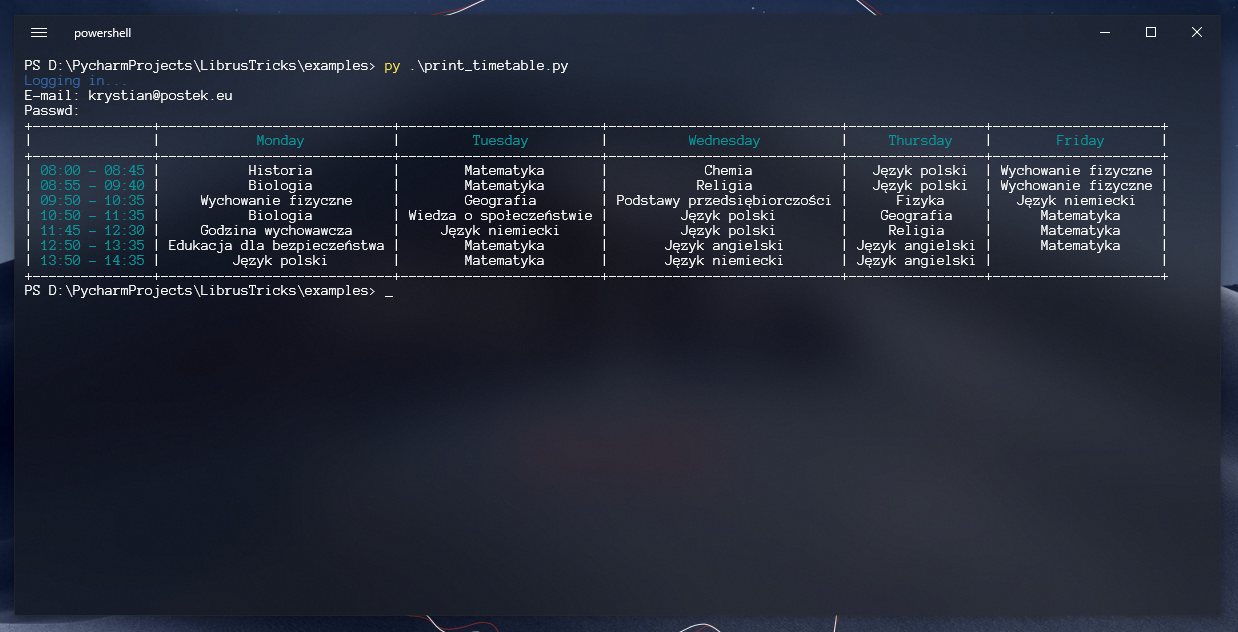 powershell
PS D:\PycharmProjects\LibrusTricks\examples> py .\print_timetable.py
Logging in...
E-mail: krystian@postek.eu
Passwd:
| | Monday | Tuesday | Wednesday | Thursday | Friday |
| 08:00 - 08:45 | Historia | Matematyka | Chemia | Język polski | Wychowanie fizyczne |
| 08:55 - 09:40 | Biologia | Matematyka | Religia | Język polski | Wychowanie fizyczne |
| 09:50 - 10:35 | Wychowanie fizyczne | Geografia | Podstawy przedsiębiorczości | Fizyka | Język niemiecki |
| 10:50 - 11:35 | Biologia | Wiedza o społeczeństwie | Język polski | Geografia | Matematyka |
| 11:45 - 12:30 | Godzina wychowawcza | Język niemiecki | Język polski | Religia | Matematyka |
| 12:50 - 13:35 | Edukacja dla bezpieczeństwa | Matematyka | Język angielski | Język angielski | Matematyka |
| 13:50 - 14:35 | Język polski | Matematyka | Język niemiecki | Język angielski | |
PS D:\PycharmProjects\LibrusTricks\examples> _